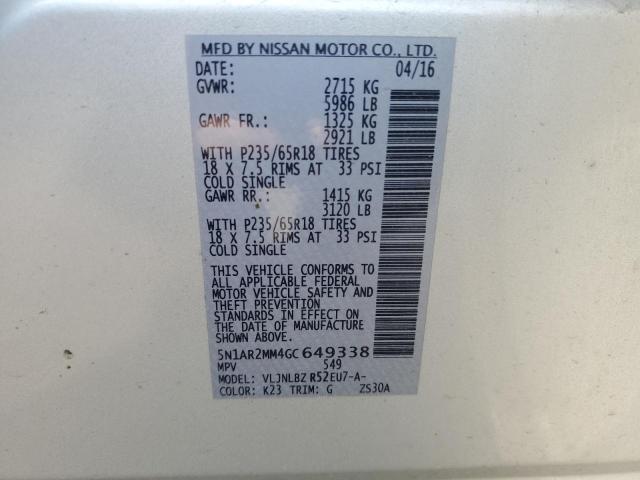 MFD BY NISSAN MOTOR CO., LTD.
DATE: 04/16
GVWR: 2715 KG
5986 LB
GAWR FR.: 1325 KG
2921 LB
WITH P235/65R18 TIRES
18 X 7.5 RIMS AT 33 PSI
COLD SINGLE
GAWR RR.: 1415 KG
3120 LB
WITH P235/65R18 TIRES
18 X 7.5 RIMS AT 33 PSI
COLD SINGLE
THIS VEHICLE CONFORMS TO
ALL APPLICABLE FEDERAL
MOTOR VEHICLE SAFETY AND
THEFT PREVENTION
STANDARDS IN EFFECT ON
THE DATE OF MANUFACTURE
SHOWN ABOVE.
5N1AR2MM4GC649338
MPV 549
MODEL: VLJNLBZ R52EU7-A-
COLOR: K23 TRIM: G ZS30A